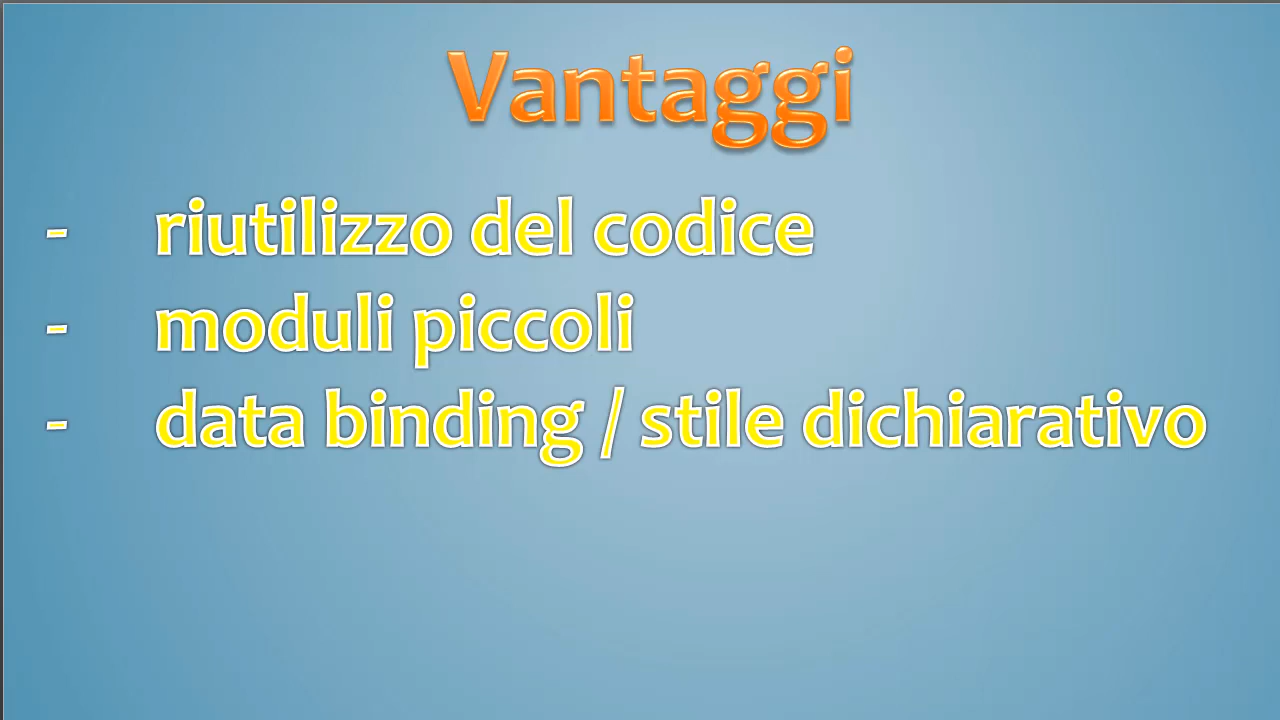 Vantaggi
- riutilizzo del codice
- moduli piccoli
- data binding / stile dichiarativo